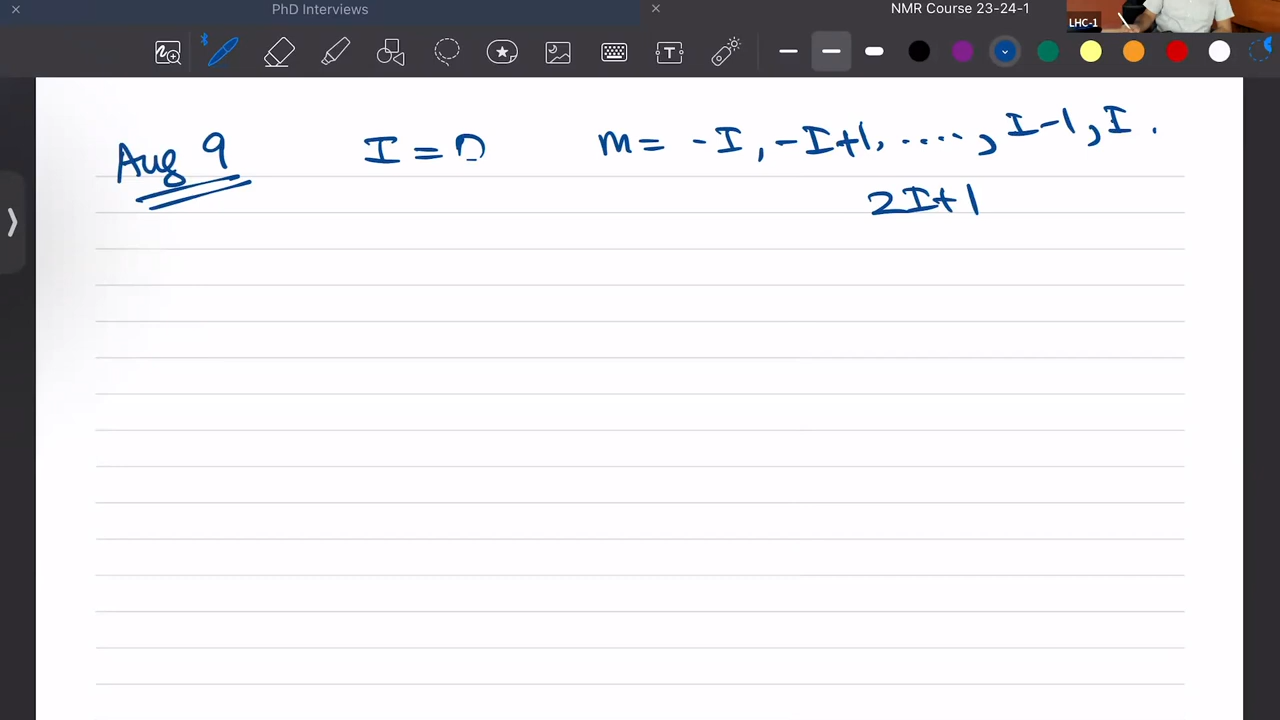 PhD Interviews
NMR Course 23-24-1
LHC-1
Aug 9 I = 0 m = -I, -I+1, ...., I-1, I.
2I+1